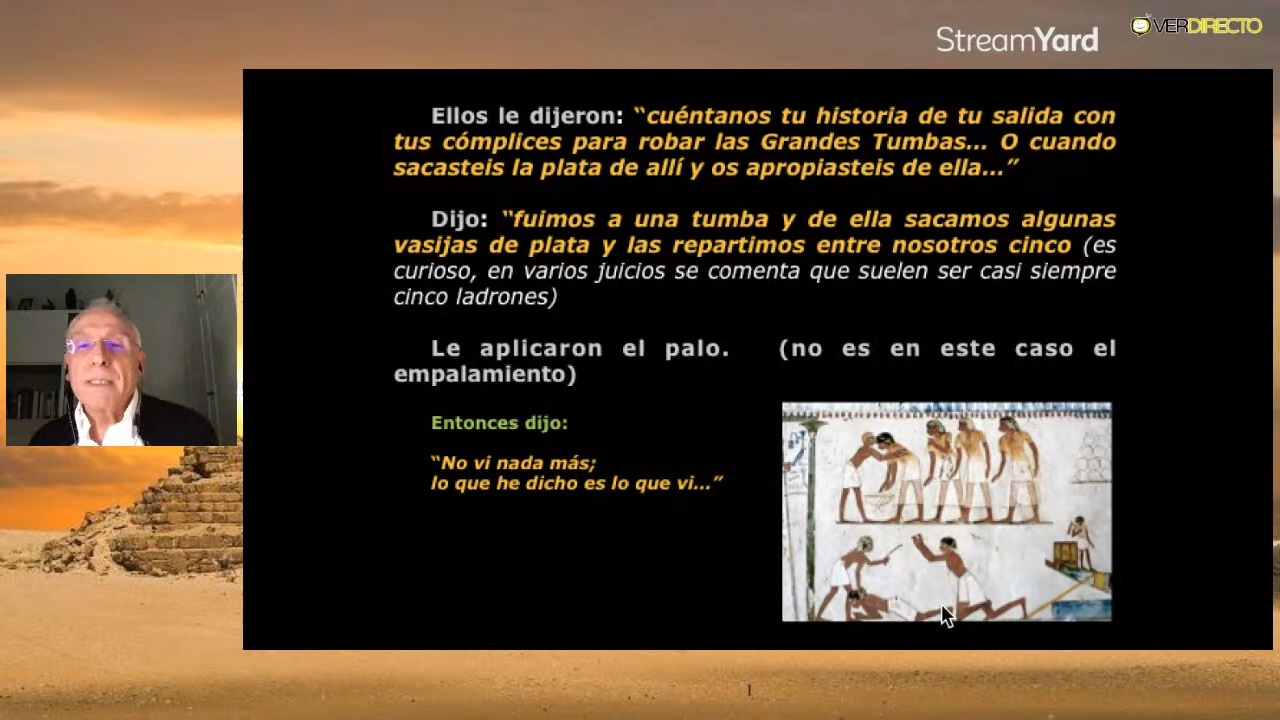 StreamYard
VERDIRECTO
Ellos le dijeron: “cuéntanos tu historia de tu salida con
tus cómplices para robar las Grandes Tumbas... O cuando
sacasteis la plata de allí y os apropiasteis de ella...”
Dijo: “fuimos a una tumba y de ella sacamos algunas
vasijas de plata y las repartimos entre nosotros cinco (es
curioso, en varios juicios se comenta que suelen ser casi siempre
cinco ladrones)
Le aplicaron el palo. (no es en este caso el
empalamiento)
Entonces dijo:
“No vi nada más;
lo que he dicho es lo que vi...”